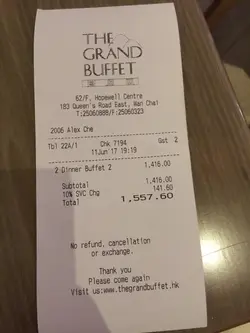 THE
GRAND
BUFFET
62/F, Hopewell Centre
183 Queen's Road East, Wan Chai
T:25060888/F:25060323
2006 Alex Che
Tbl 22A/1 Chk 7194 Gst 2
11Jun'17 19:19
2 Dinner Buffet 2 1,416.00
Subtotal 1,416.00
10% SVC Chg 141.60
Total 1,557.60
No refund, cancellation
or exchange.
Thank you
Please come again
Visit us:www.thegrandbuffet.hk